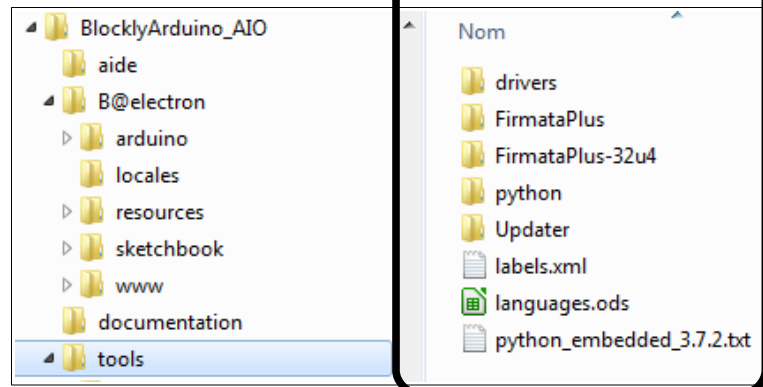 BlocklyArduino_AIO
aide
B@electron
arduino
locales
resources
sketchbook
www
documentation
tools
Nom
drivers
FirmataPlus
FirmataPlus-32u4
python
Updater
labels.xml
languages.ods
python_embedded_3.7.2.txt